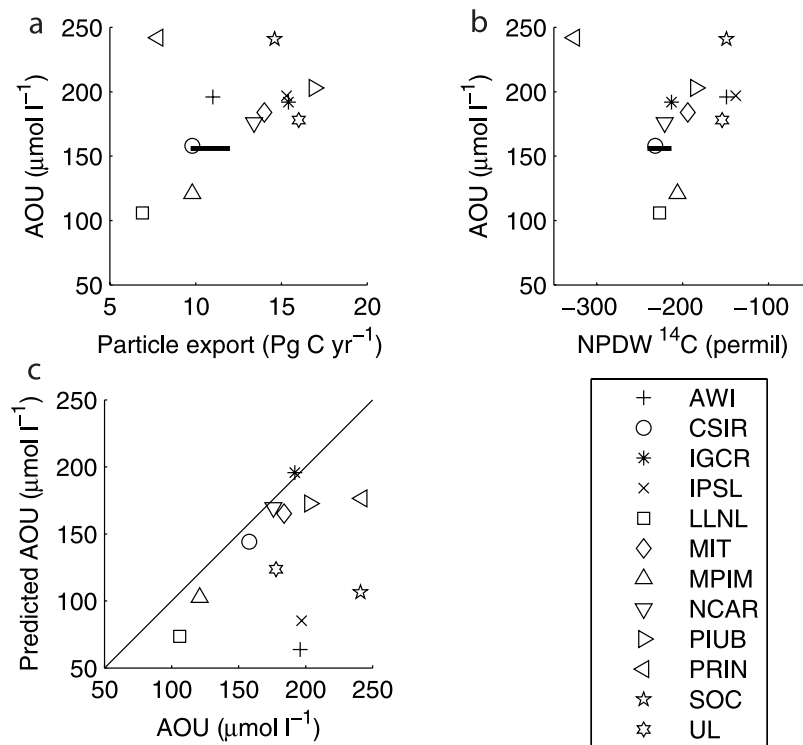 a
250
200
150
100
50
AOU (μmol l⁻¹)
5
10
15
20
Particle export (Pg C yr⁻¹)
b
250
200
150
100
50
AOU (μmol l⁻¹)
−300
−200
−100
NPDW ¹⁴C (permil)
c
250
200
150
100
50
Predicted AOU (μmol l⁻¹)
50
100
150
200
250
AOU (μmol l⁻¹)
AWI
CSIR
IGCR
IPSL
LLNL
MIT
MPIM
NCAR
PIUB
PRIN
SOC
UL